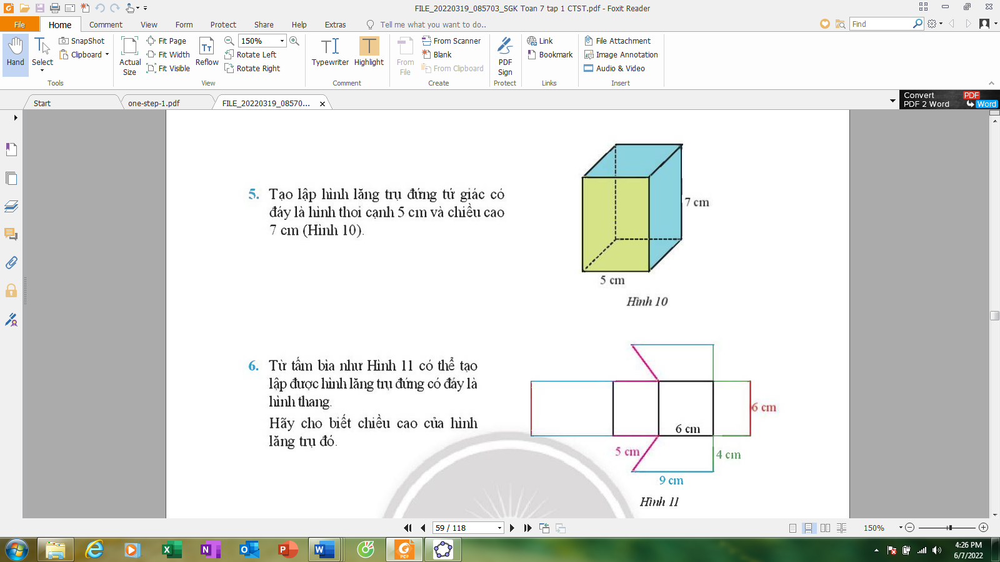 FILE_20220319_085703_SGK Toan 7 tap 1 CTST.pdf - Foxit Reader
File Home Comment View Form Protect Share Help Extras Tell me what you want to do.. Find
Hand Select SnapShot Clipboard Actual Size Fit Page Fit Width Fit Visible Reflow 150% Rotate Left Rotate Right Typewriter Highlight From File From Scanner Blank From Clipboard PDF Sign Link Bookmark File Attachment Image Annotation Audio & Video
Tools View Comment Create Protect Links Insert
Start one-step-1.pdf FILE_20220319_08570...
Convert PDF
PDF 2 Word Word
5. Tạo lập hình lăng trụ đứng tứ giác có
đáy là hình thoi cạnh 5 cm và chiều cao
7 cm (Hình 10).
7 cm
5 cm
Hình 10
6. Từ tấm bìa như Hình 11 có thể tạo
lập được hình lăng trụ đứng có đáy là
hình thang.
Hãy cho biết chiều cao của hình
lăng trụ đó.
6 cm
6 cm
5 cm
4 cm
9 cm
Hình 11
59 / 118
150%
4:26 PM
6/7/2022